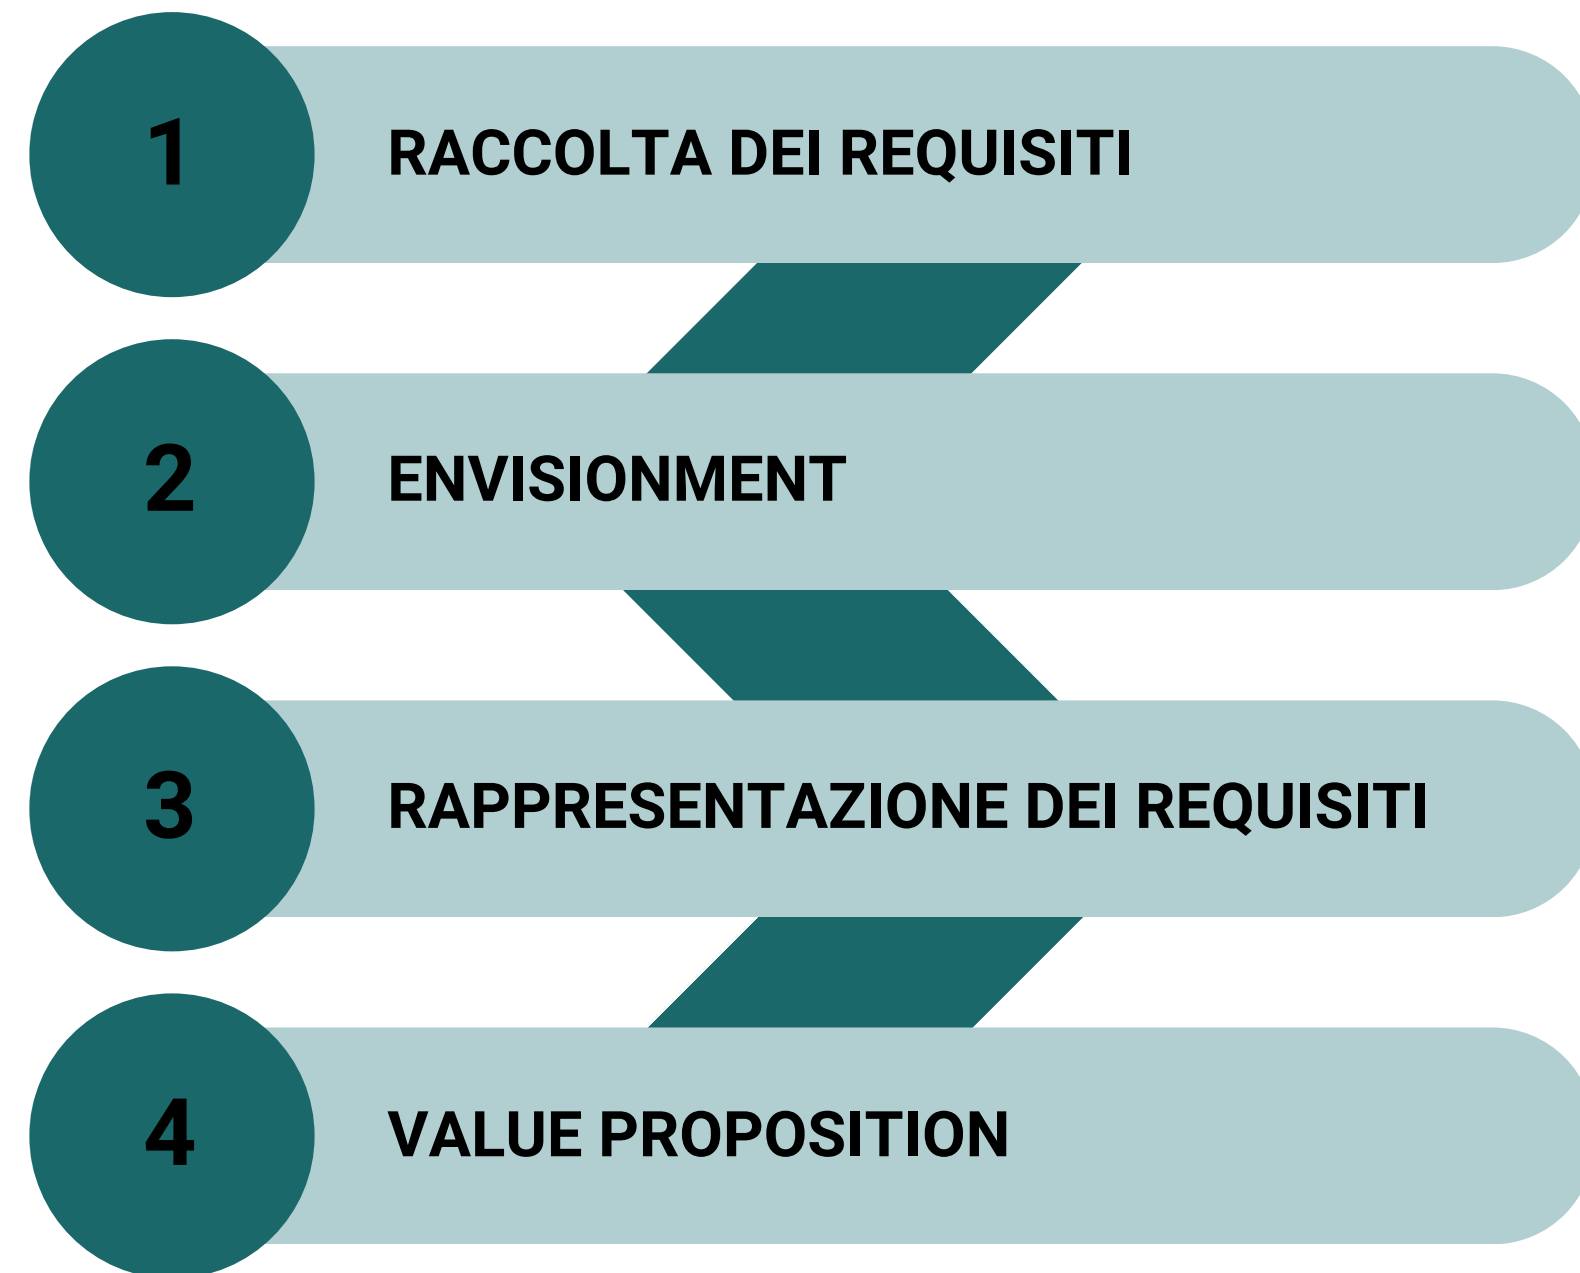 1
RACCOLTA DEI REQUISITI
2
ENVISIONMENT
3
RAPPRESENTAZIONE DEI REQUISITI
4
VALUE PROPOSITION